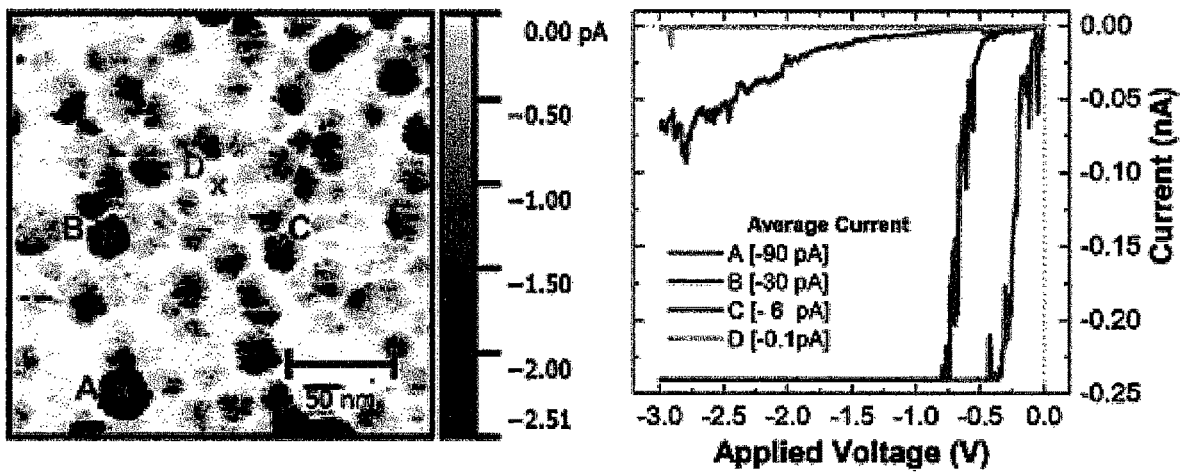 0.00 pA
-0.50
-1.00
-1.50
-2.00
-2.51
D
x
B
C
A
50 nm
Average Current
A [-90 pA]
B [-30 pA]
C [- 6 pA]
D [-0.1pA]
0.00
-0.05
-0.10
-0.15
-0.20
-0.25
Current (nA)
-3.0 -2.5 -2.0 -1.5 -1.0 -0.5 0.0
Applied Voltage (V)